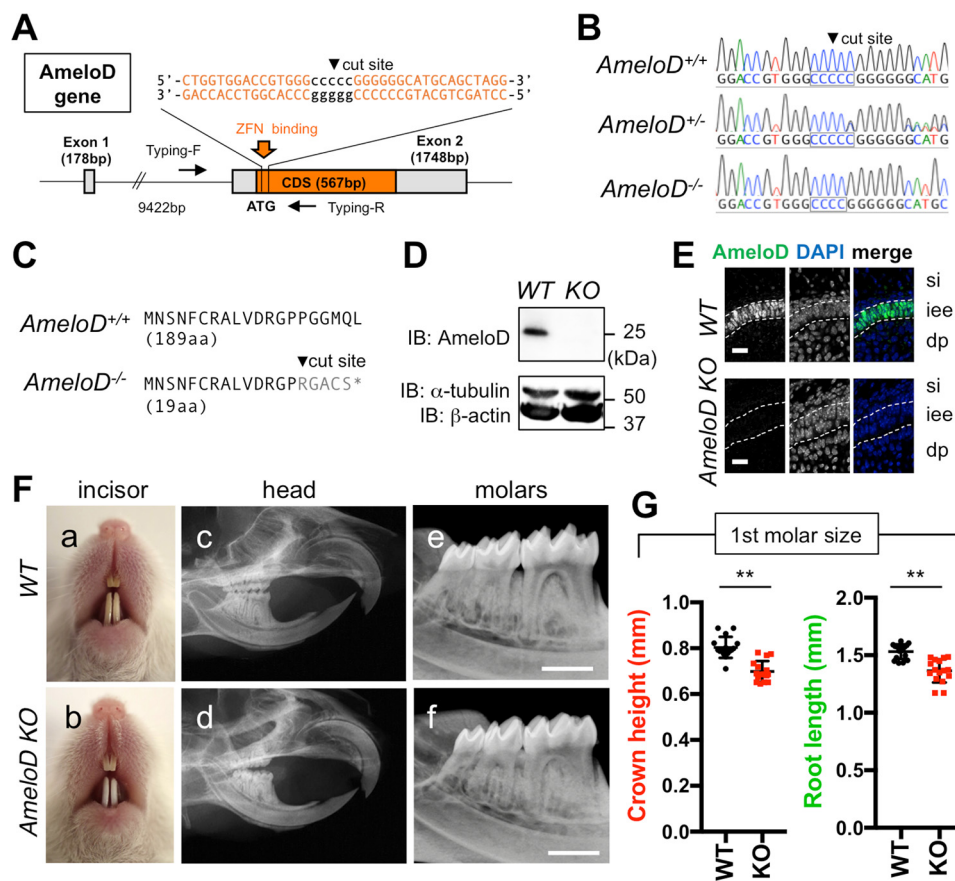 A
AmeloD
gene
▼cut site
5'-CTGGTGGACCGTGGGcccccGGGGGGCATGCAGCTAGG-3'
3'-GACCACCTGGCACCCgggggCCCCCCGTACGTCGATCC-5'
ZFN binding
Exon 1
(178bp)
Typing-F
Exon 2
(1748bp)
CDS (567bp)
9422bp
ATG
Typing-R
B
▼cut site
AmeloD+/+
GGACCGTGGGCCCCCGGGGGGCATG
AmeloD+/-
GGACCGTGGGCCCCCGGGGGGCATG
AmeloD-/-
GGACCGTGGGCCCCGGGGGGCATGC
C
AmeloD+/+
MNSNFCRALVDRGPPGGMQL
(189aa)
▼cut site
AmeloD-/-
MNSNFCRALVDRGPRGACS*
(19aa)
D
WT KO
IB: AmeloD
25
(kDa)
IB: α-tubulin
50
IB: β-actin
37
E
AmeloD DAPI merge
WT
si
iee
dp
AmeloD KO
si
iee
dp
F
incisor head molars
WT
a c e
AmeloD KO
b d f
G
1st molar size
**
Crown height (mm)
1.0
0.8
0.6
0.4
0.2
0.0
WT KO
**
Root length (mm)
2.0
1.5
1.0
0.5
0.0
WT KO